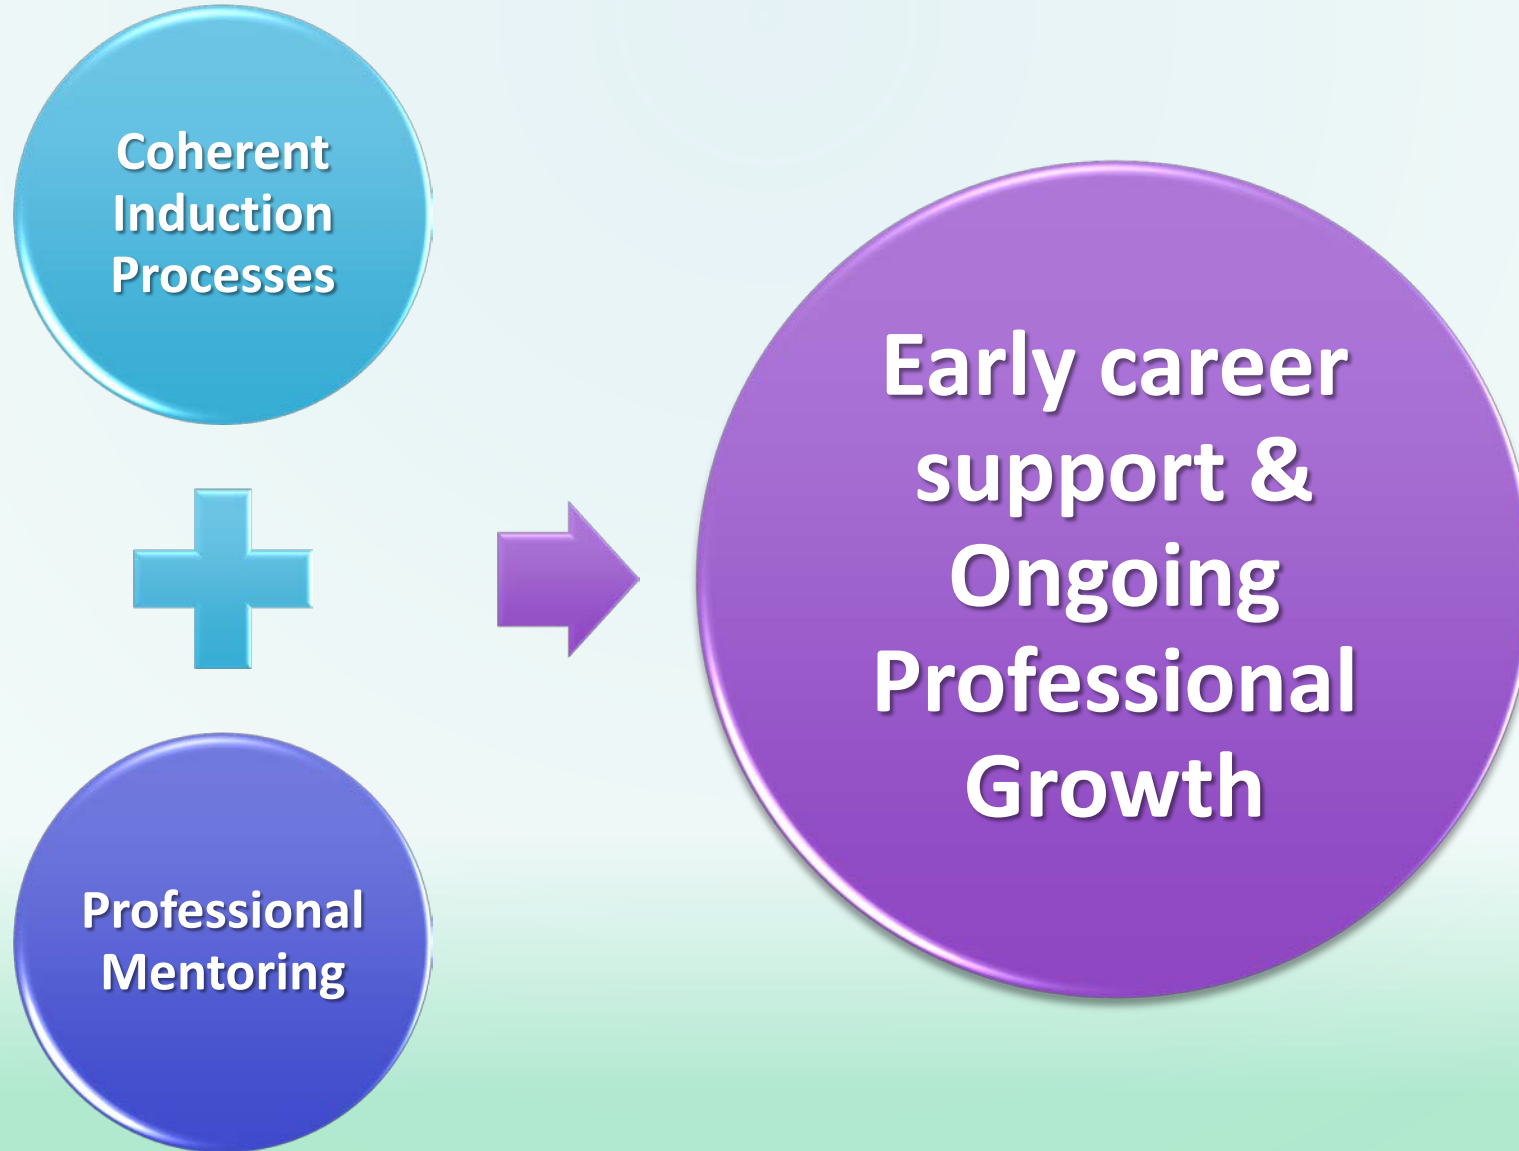 Coherent
Induction
Processes
Professional
Mentoring
Early career
support &
Ongoing
Professional
Growth